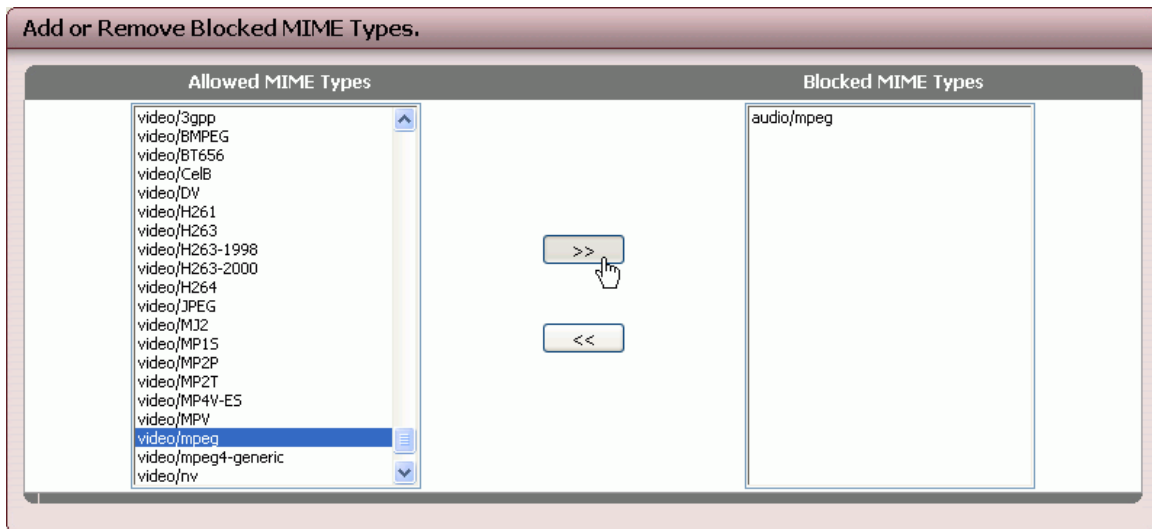 Add or Remove Blocked MIME Types.
Allowed MIME Types
Blocked MIME Types
video/3gpp
video/BMPEG
video/BT656
video/CelB
video/DV
video/H261
video/H263
video/H263-1998
video/H263-2000
video/H264
video/JPEG
video/MJ2
video/MP1S
video/MP2P
video/MP2T
video/MP4V-ES
video/MPV
video/mpeg
video/mpeg4-generic
video/nv
>>
<<
audio/mpeg